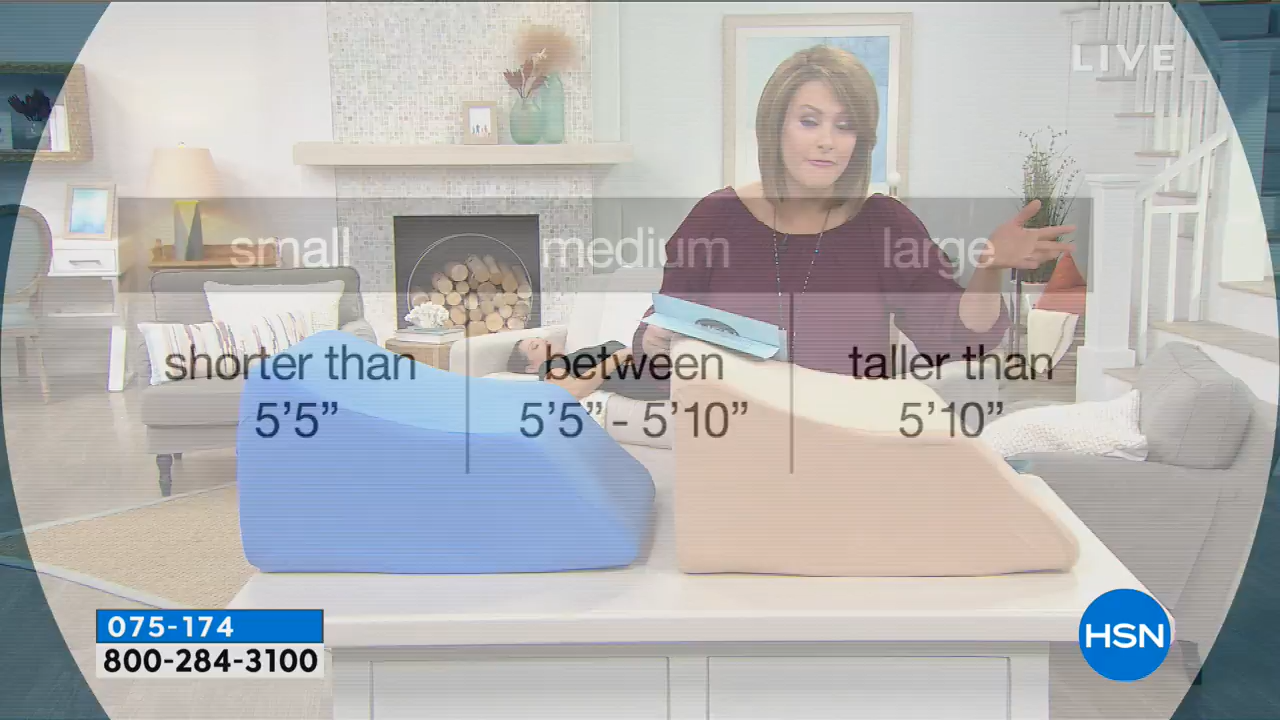 LIVE
small medium large
shorter than between taller than
5’5” 5’5” - 5’10” 5’10”
075-174
800-284-3100
HSN